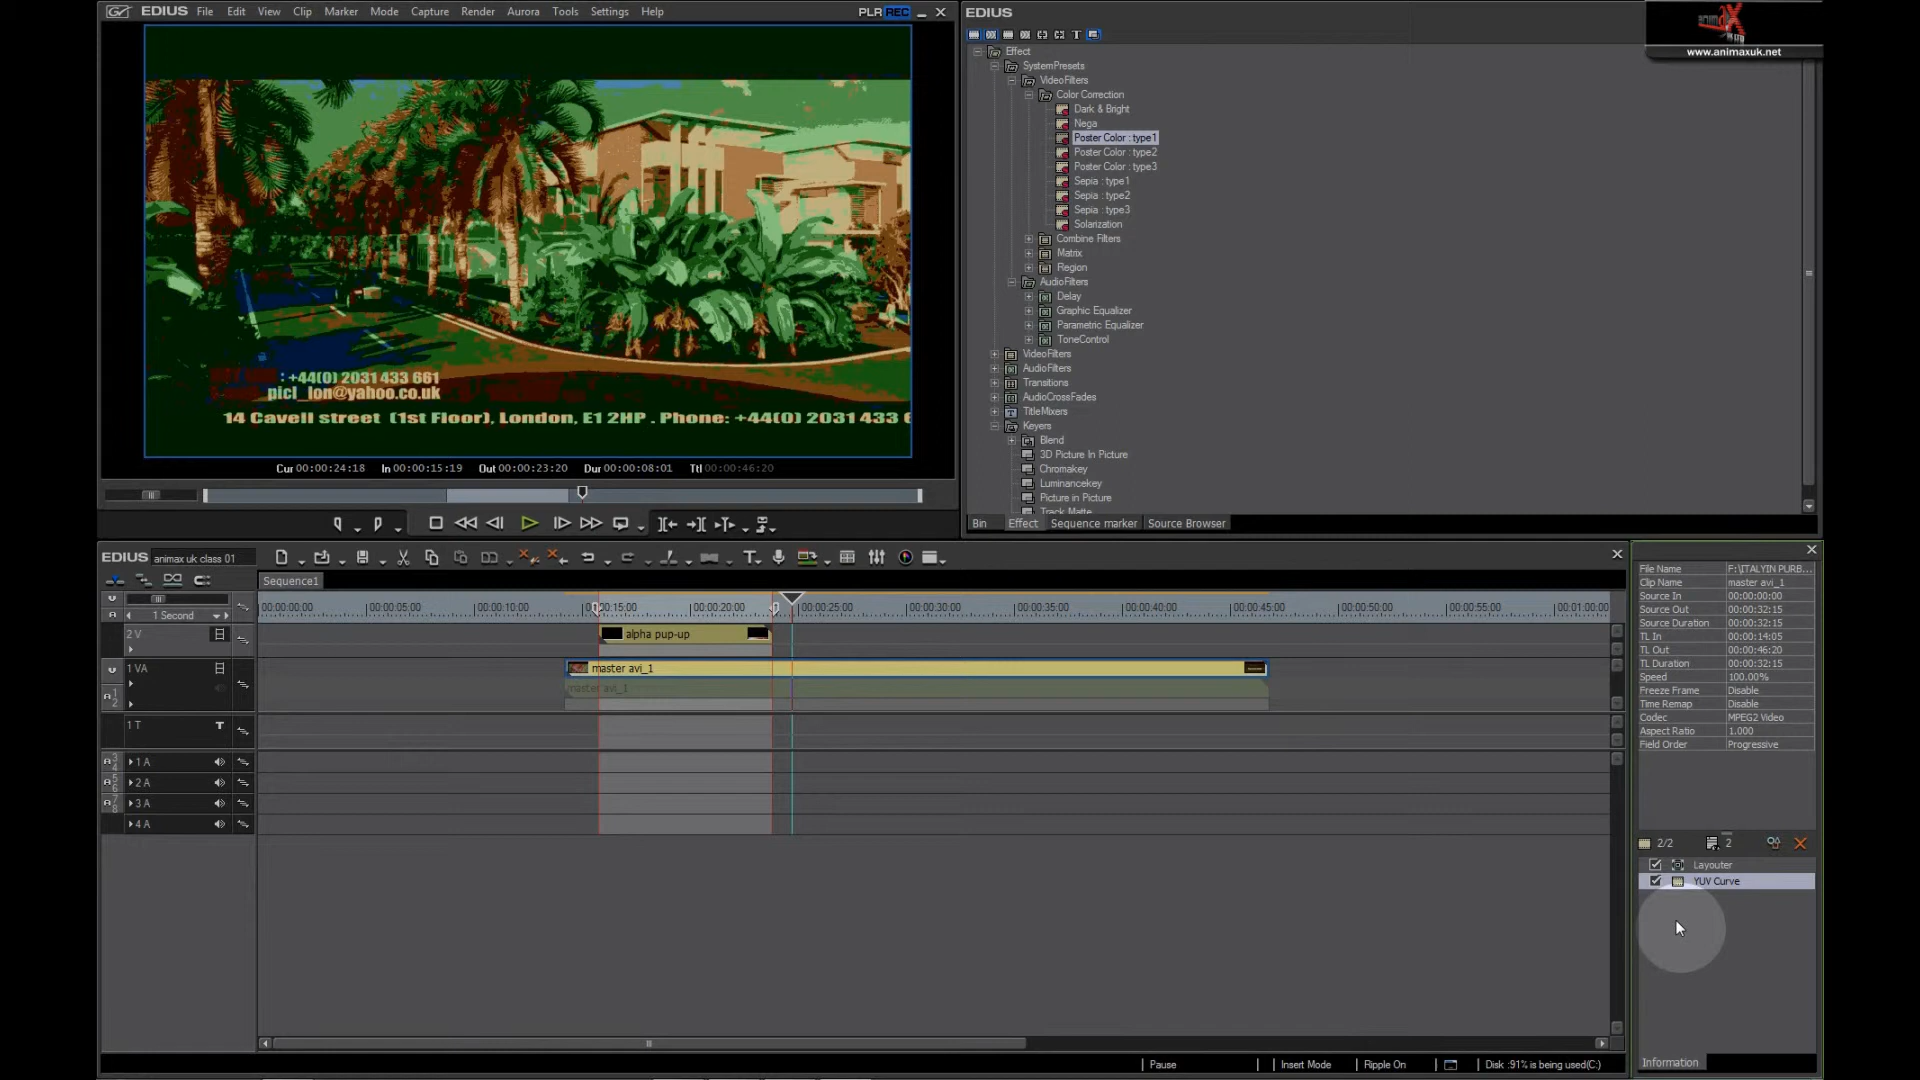 EDIUS File Edit View Clip Marker Mode Capture Render Aurora Tools Settings Help PLR REC
: +44(0) 2031 433 661
picl_lon@yahoo.co.uk
14 Cavell street (1st Floor), London, E1 2HP . Phone: +44(0) 2031 433 6
Cur 00:00:24:18 In 00:00:15:19 Out 00:00:23:20 Dur 00:00:08:01 Ttl 00:00:46:20
EDIUS
www.animaxuk.net
Effect
SystemPresets
VideoFilters
Color Correction
Dark & Bright
Nega
Poster Color : type1
Poster Color : type2
Poster Color : type3
Sepia : type1
Sepia : type2
Sepia : type3
Solarization
Combine Filters
Matrix
Region
AudioFilters
Delay
Graphic Equalizer
Parametric Equalizer
ToneControl
VideoFilters
AudioFilters
Transitions
AudioCrossFades
TitleMixers
Keyers
Blend
3D Picture In Picture
Chromakey
Luminancekey
Picture in Picture
Track Matte
Bin Effect Sequence marker Source Browser
EDIUS animax uk class 01
Sequence1
1 Second
00:00:00:00 00:00:05:00 00:00:10:00 00:00:15:00 00:00:20:00 00:00:25:00 00:00:30:00 00:00:35:00 00:00:40:00 00:00:45:00 00:00:50:00 00:00:55:00 00:01:00:00
2 V alpha pup-up
1 VA master avi_1
master avi_1
1 2
1 T T
3 4 1 A
5 6 2 A
7 8 3 A
4 A
File Name F:\ITALYIN PURB...
Clip Name master avi_1
Source In 00:00:00:00
Source Out 00:00:32:15
Source Duration 00:00:32:15
TL In 00:00:14:05
TL Out 00:00:46:20
TL Duration 00:00:32:15
Speed 100.00%
Freeze Frame Disable
Time Remap Disable
Codec MPEG2 Video
Aspect Ratio 1.000
Field Order Progressive
2/2 2
Layouter
YUV Curve
Information
Pause Insert Mode Ripple On Disk :91% is being used(C:)